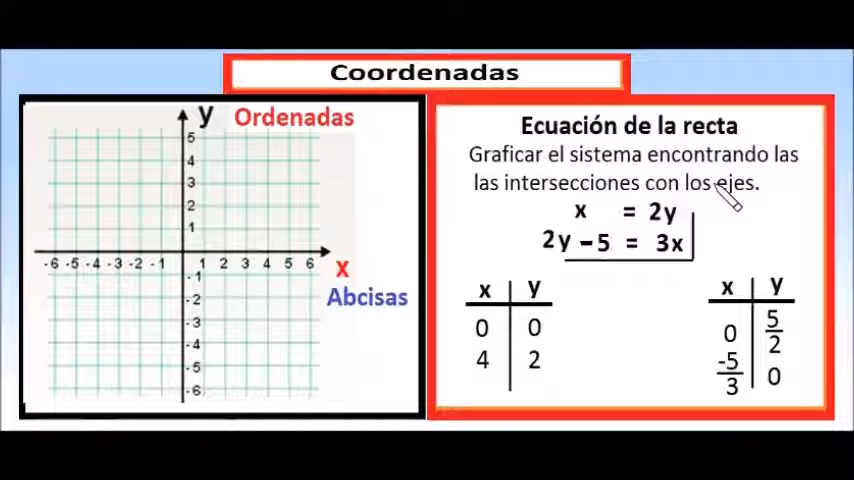 Coordenadas
y Ordenadas
5
4
3
2
1
-6 -5 -4 -3 -2 -1 1 2 3 4 5 6 x
-1
Abcisas
-2
-3
-4
-5
-6
Ecuación de la recta
Graficar el sistema encontrando las
las intersecciones con los ejes.
x = 2y
2y - 5 = 3x
x y
0 0
4 2
x y
0 5/2
-5/3 0